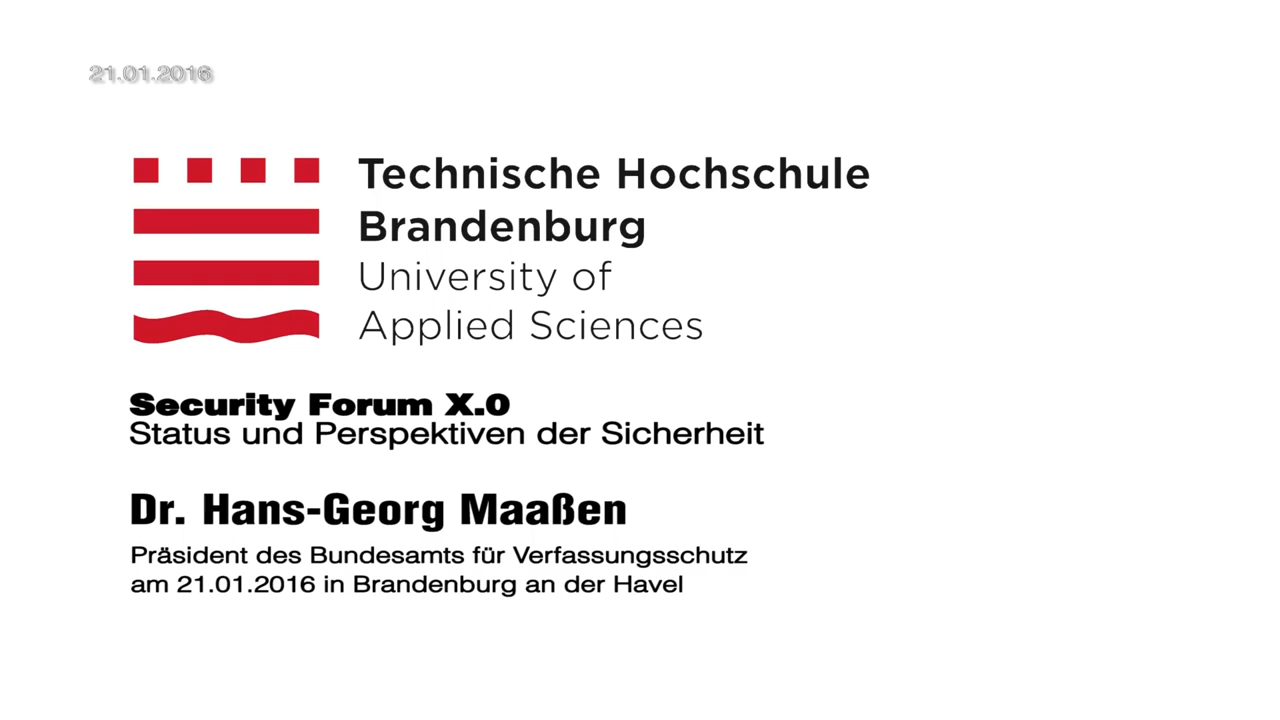 21.01.2016
Technische Hochschule
Brandenburg
University of
Applied Sciences
Security Forum X.0
Status und Perspektiven der Sicherheit
Dr. Hans-Georg Maaßen
Präsident des Bundesamts für Verfassungsschutz
am 21.01.2016 in Brandenburg an der Havel